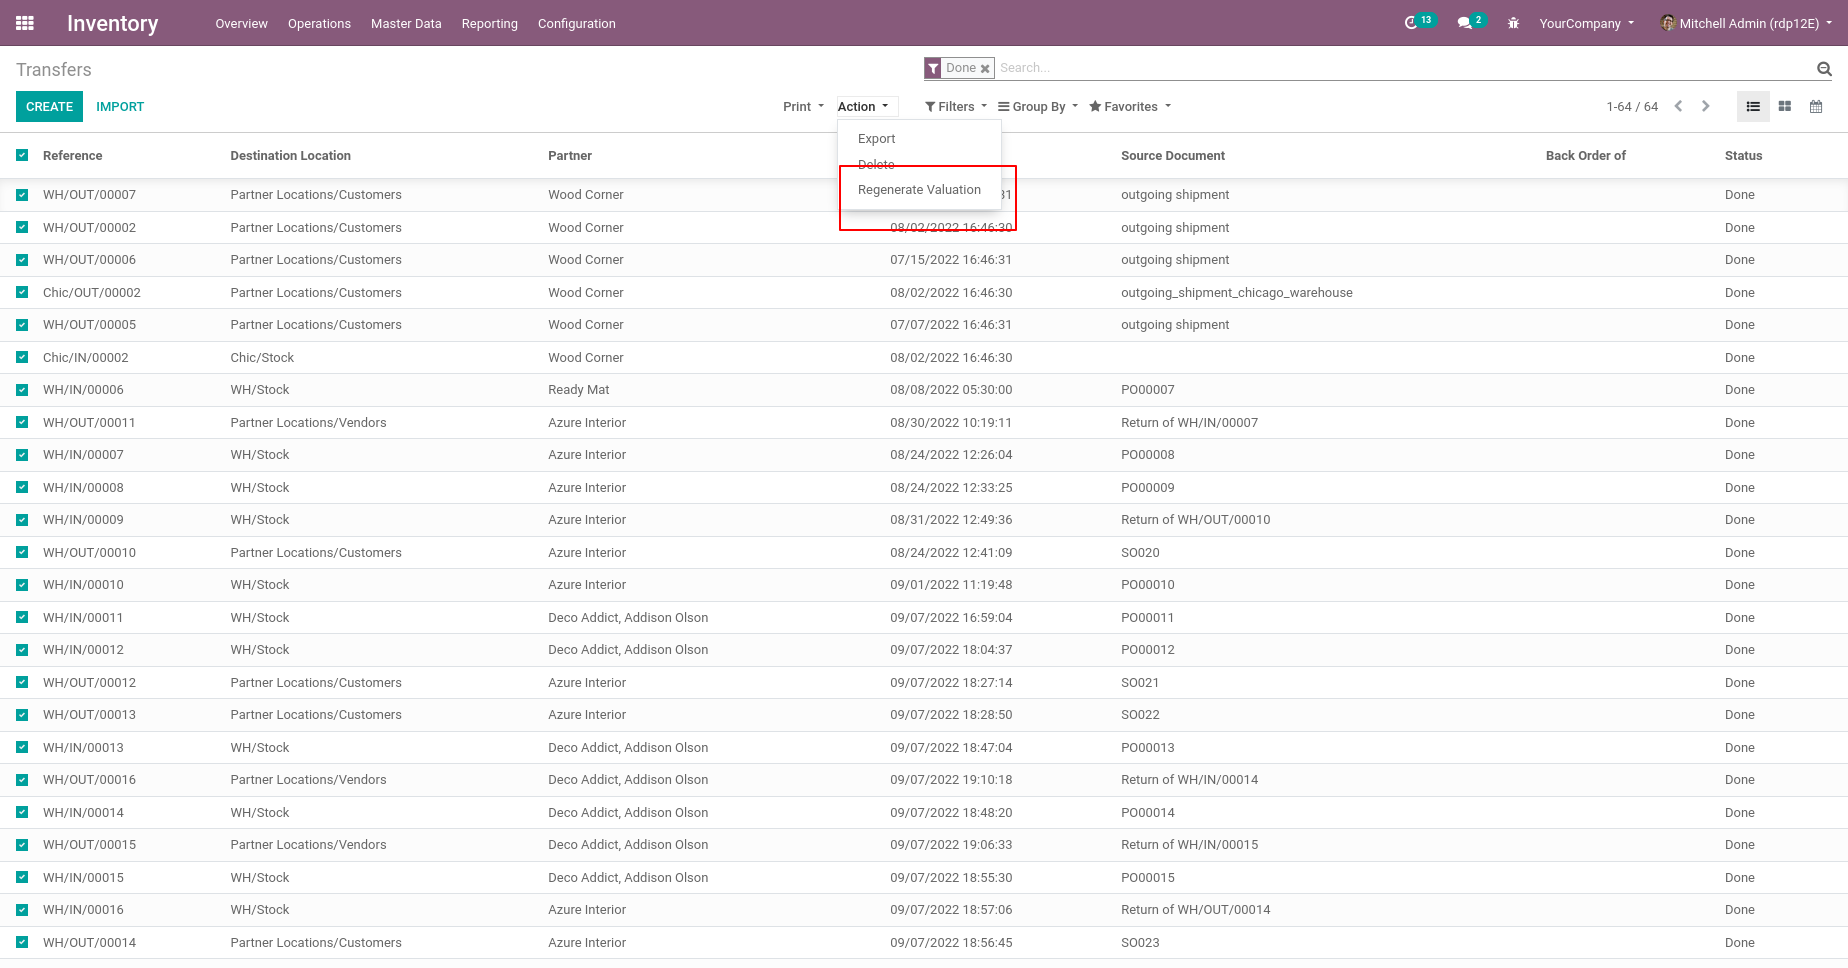 Inventory Overview Operations Master Data Reporting Configuration 13 2 YourCompany Mitchell Admin (rdp12E)
Transfers Done Search...
CREATE IMPORT Print Action Filters Group By Favorites 1-64 / 64
Export
Delete
Regenerate Valuation
Reference Destination Location Partner Source Document Back Order of Status
WH/OUT/00007 Partner Locations/Customers Wood Corner 31 outgoing shipment Done
WH/OUT/00002 Partner Locations/Customers Wood Corner 08/02/2022 16:46:30 outgoing shipment Done
WH/OUT/00006 Partner Locations/Customers Wood Corner 07/15/2022 16:46:31 outgoing shipment Done
Chic/OUT/00002 Partner Locations/Customers Wood Corner 08/02/2022 16:46:30 outgoing_shipment_chicago_warehouse Done
WH/OUT/00005 Partner Locations/Customers Wood Corner 07/07/2022 16:46:31 outgoing shipment Done
Chic/IN/00002 Chic/Stock Wood Corner 08/02/2022 16:46:30 Done
WH/IN/00006 WH/Stock Ready Mat 08/08/2022 05:30:00 PO00007 Done
WH/OUT/00011 Partner Locations/Vendors Azure Interior 08/30/2022 10:19:11 Return of WH/IN/00007 Done
WH/IN/00007 WH/Stock Azure Interior 08/24/2022 12:26:04 PO00008 Done
WH/IN/00008 WH/Stock Azure Interior 08/24/2022 12:33:25 PO00009 Done
WH/IN/00009 WH/Stock Azure Interior 08/31/2022 12:49:36 Return of WH/OUT/00010 Done
WH/OUT/00010 Partner Locations/Customers Azure Interior 08/24/2022 12:41:09 SO020 Done
WH/IN/00010 WH/Stock Azure Interior 09/01/2022 11:19:48 PO00010 Done
WH/IN/00011 WH/Stock Deco Addict, Addison Olson 09/07/2022 16:59:04 PO00011 Done
WH/IN/00012 WH/Stock Deco Addict, Addison Olson 09/07/2022 18:04:37 PO00012 Done
WH/OUT/00012 Partner Locations/Customers Azure Interior 09/07/2022 18:27:14 SO021 Done
WH/OUT/00013 Partner Locations/Customers Azure Interior 09/07/2022 18:28:50 SO022 Done
WH/IN/00013 WH/Stock Deco Addict, Addison Olson 09/07/2022 18:47:04 PO00013 Done
WH/OUT/00016 Partner Locations/Vendors Deco Addict, Addison Olson 09/07/2022 19:10:18 Return of WH/IN/00014 Done
WH/IN/00014 WH/Stock Deco Addict, Addison Olson 09/07/2022 18:48:20 PO00014 Done
WH/OUT/00015 Partner Locations/Vendors Deco Addict, Addison Olson 09/07/2022 19:06:33 Return of WH/IN/00015 Done
WH/IN/00015 WH/Stock Deco Addict, Addison Olson 09/07/2022 18:55:30 PO00015 Done
WH/IN/00016 WH/Stock Azure Interior 09/07/2022 18:57:06 Return of WH/OUT/00014 Done
WH/OUT/00014 Partner Locations/Customers Azure Interior 09/07/2022 18:56:45 SO023 Done